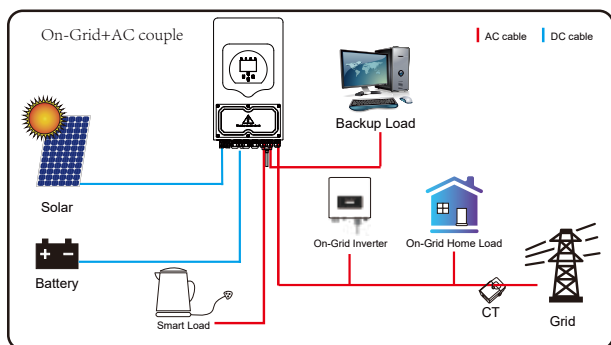 On-Grid+AC couple
AC cable
DC cable
Backup Load
Solar
On-Grid Inverter
On-Grid Home Load
Battery
Smart Load
CT
Grid